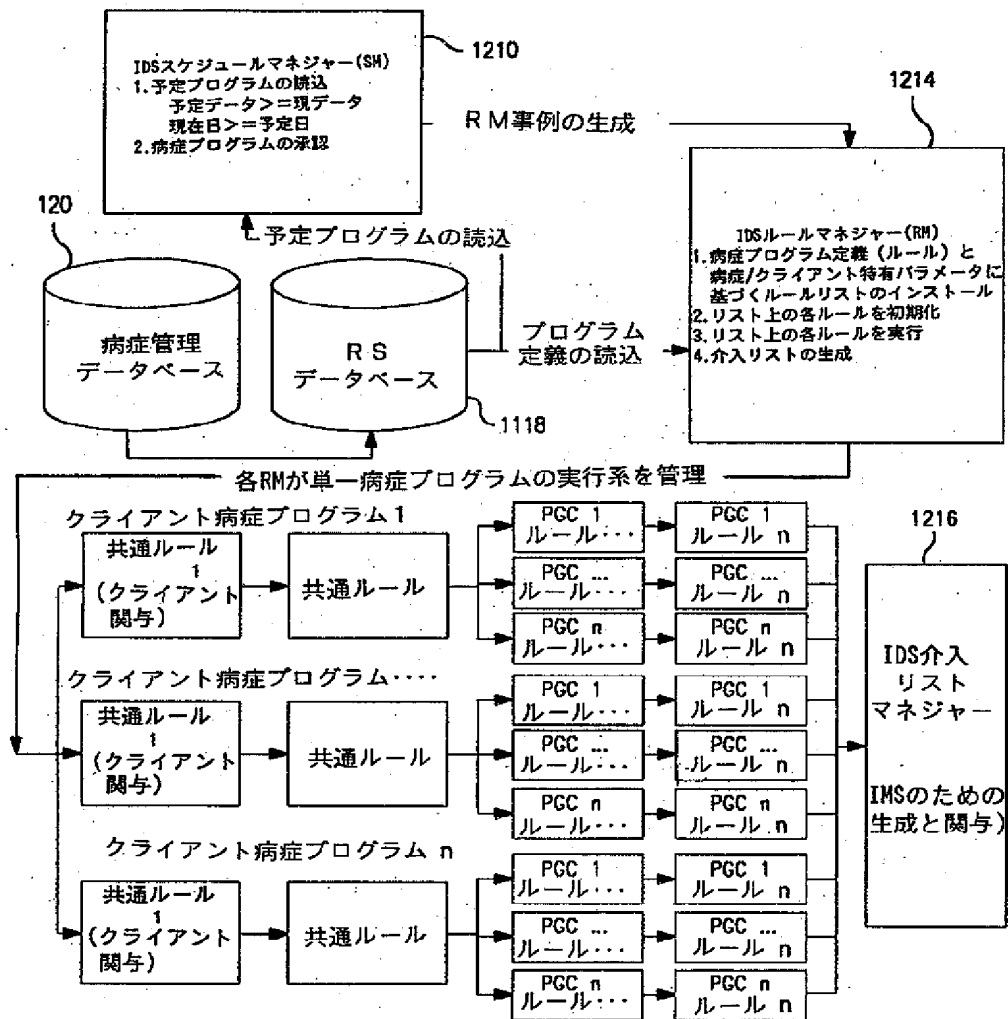 1210
IDSスケジュールマネジャー(SM)
1.予定プログラムの読込
予定データ>=現データ
現在日>=予定日
2.病症プログラムの承認
RM事例の生成
1214
IDSルールマネジャー(RM)
1.病症プログラム定義(ルール)と
病症/クライアント特有パラメータに
基づくルールリストのインストール
2.リスト上の各ルールを初期化
3.リスト上の各ルールを実行
4.介入リストの生成
120
予定プログラムの読込
病症管理
データベース
RS
データベース
プログラム
定義の読込
1118
各RMが単一病症プログラムの実行系を管理
クライアント病症プログラム1
共通ルール
1
(クライアント
関与)
共通ルール
PGC 1
ルール···
PGC 1
ルール n
PGC ...
ルール···
PGC ...
ルール n
PGC n
ルール···
PGC n
ルール n
クライアント病症プログラム····
共通ルール
1
(クライアント
関与)
共通ルール
PGC 1
ルール···
PGC 1
ルール n
PGC ...
ルール···
PGC ...
ルール n
PGC n
ルール···
PGC n
ルール n
クライアント病症プログラム n
共通ルール
1
(クライアント
関与)
共通ルール
PGC 1
ルール···
PGC 1
ルール n
PGC ...
ルール···
PGC ...
ルール n
PGC n
ルール···
PGC n
ルール n
1216
IDS介入
リスト
マネジャー
IMSのための
生成と関与)